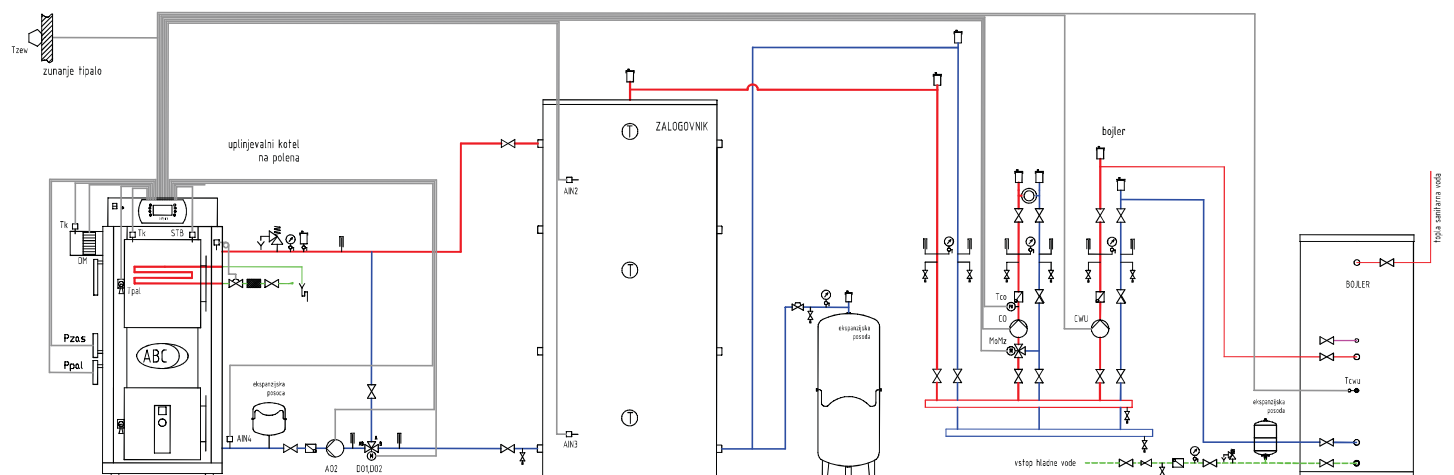 Tzew
zunanje tipalo
uplinjevalni kotel
na polena
ZALOGOVNIK
bojler
topla sanitarna voda
T
AIN2
Tk
Tk
STB
DM
Tpal
BOJLER
Tco
CO
CWU
M
MoMz
M
ekspanzijska
posoda
Pzas
Ppal
ABC
T
ekspanzijska
posoda
Tcwu
ekspanzijska
posoda
T
AIN4
AIN3
AO2
M
DO1,DO2
vstop hladne vode